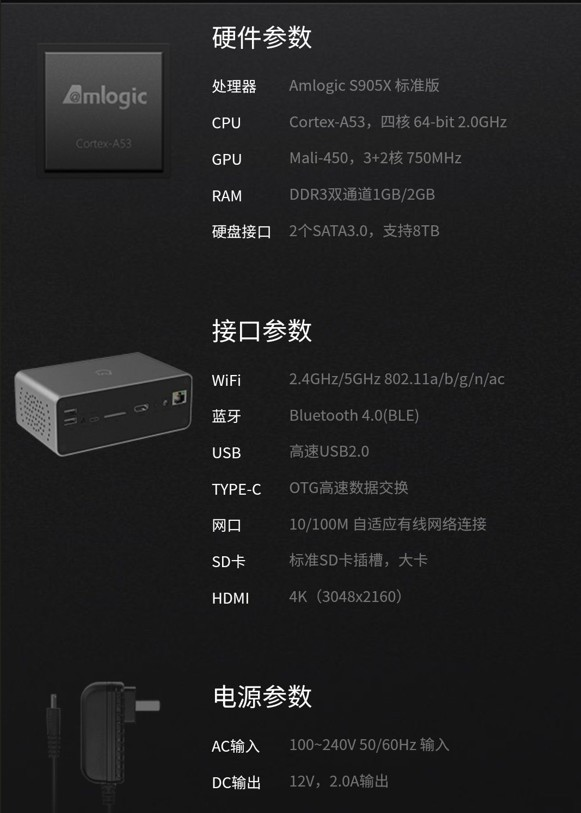 硬件参数
Amlogic
Cortex-A53
处理器 Amlogic S905X 标准版
CPU Cortex-A53，四核 64-bit 2.0GHz
GPU Mali-450，3+2核 750MHz
RAM DDR3双通道1GB/2GB
硬盘接口 2个SATA3.0，支持8TB
接口参数
WiFi 2.4GHz/5GHz 802.11a/b/g/n/ac
蓝牙 Bluetooth 4.0(BLE)
USB 高速USB2.0
TYPE-C OTG高速数据交换
网口 10/100M 自适应有线网络连接
SD卡 标准SD卡插槽，大卡
HDMI 4K（3048x2160）
电源参数
AC输入 100~240V 50/60Hz 输入
DC输出 12V，2.0A输出